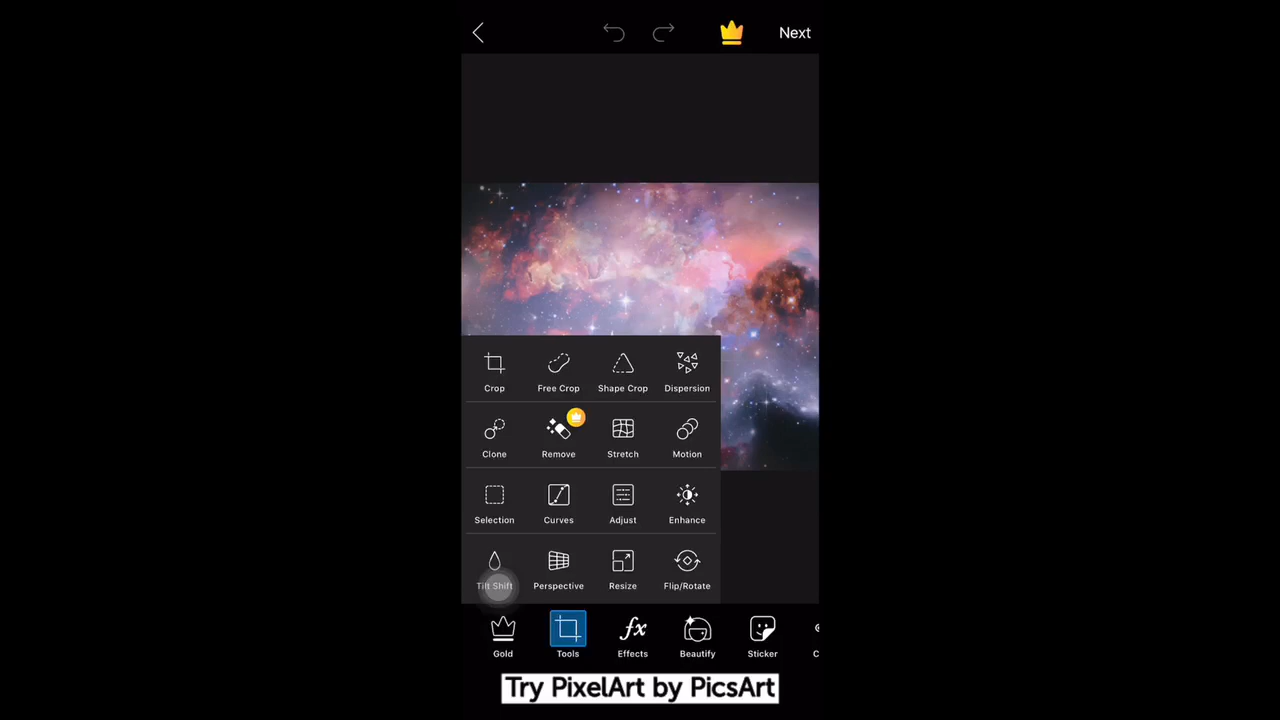 Next
Crop Free Crop Shape Crop Dispersion
Clone Remove Stretch Motion
Selection Curves Adjust Enhance
Tilt Shift Perspective Resize Flip/Rotate
Gold Tools Effects Beautify Sticker C
Try PixelArt by PicsArt